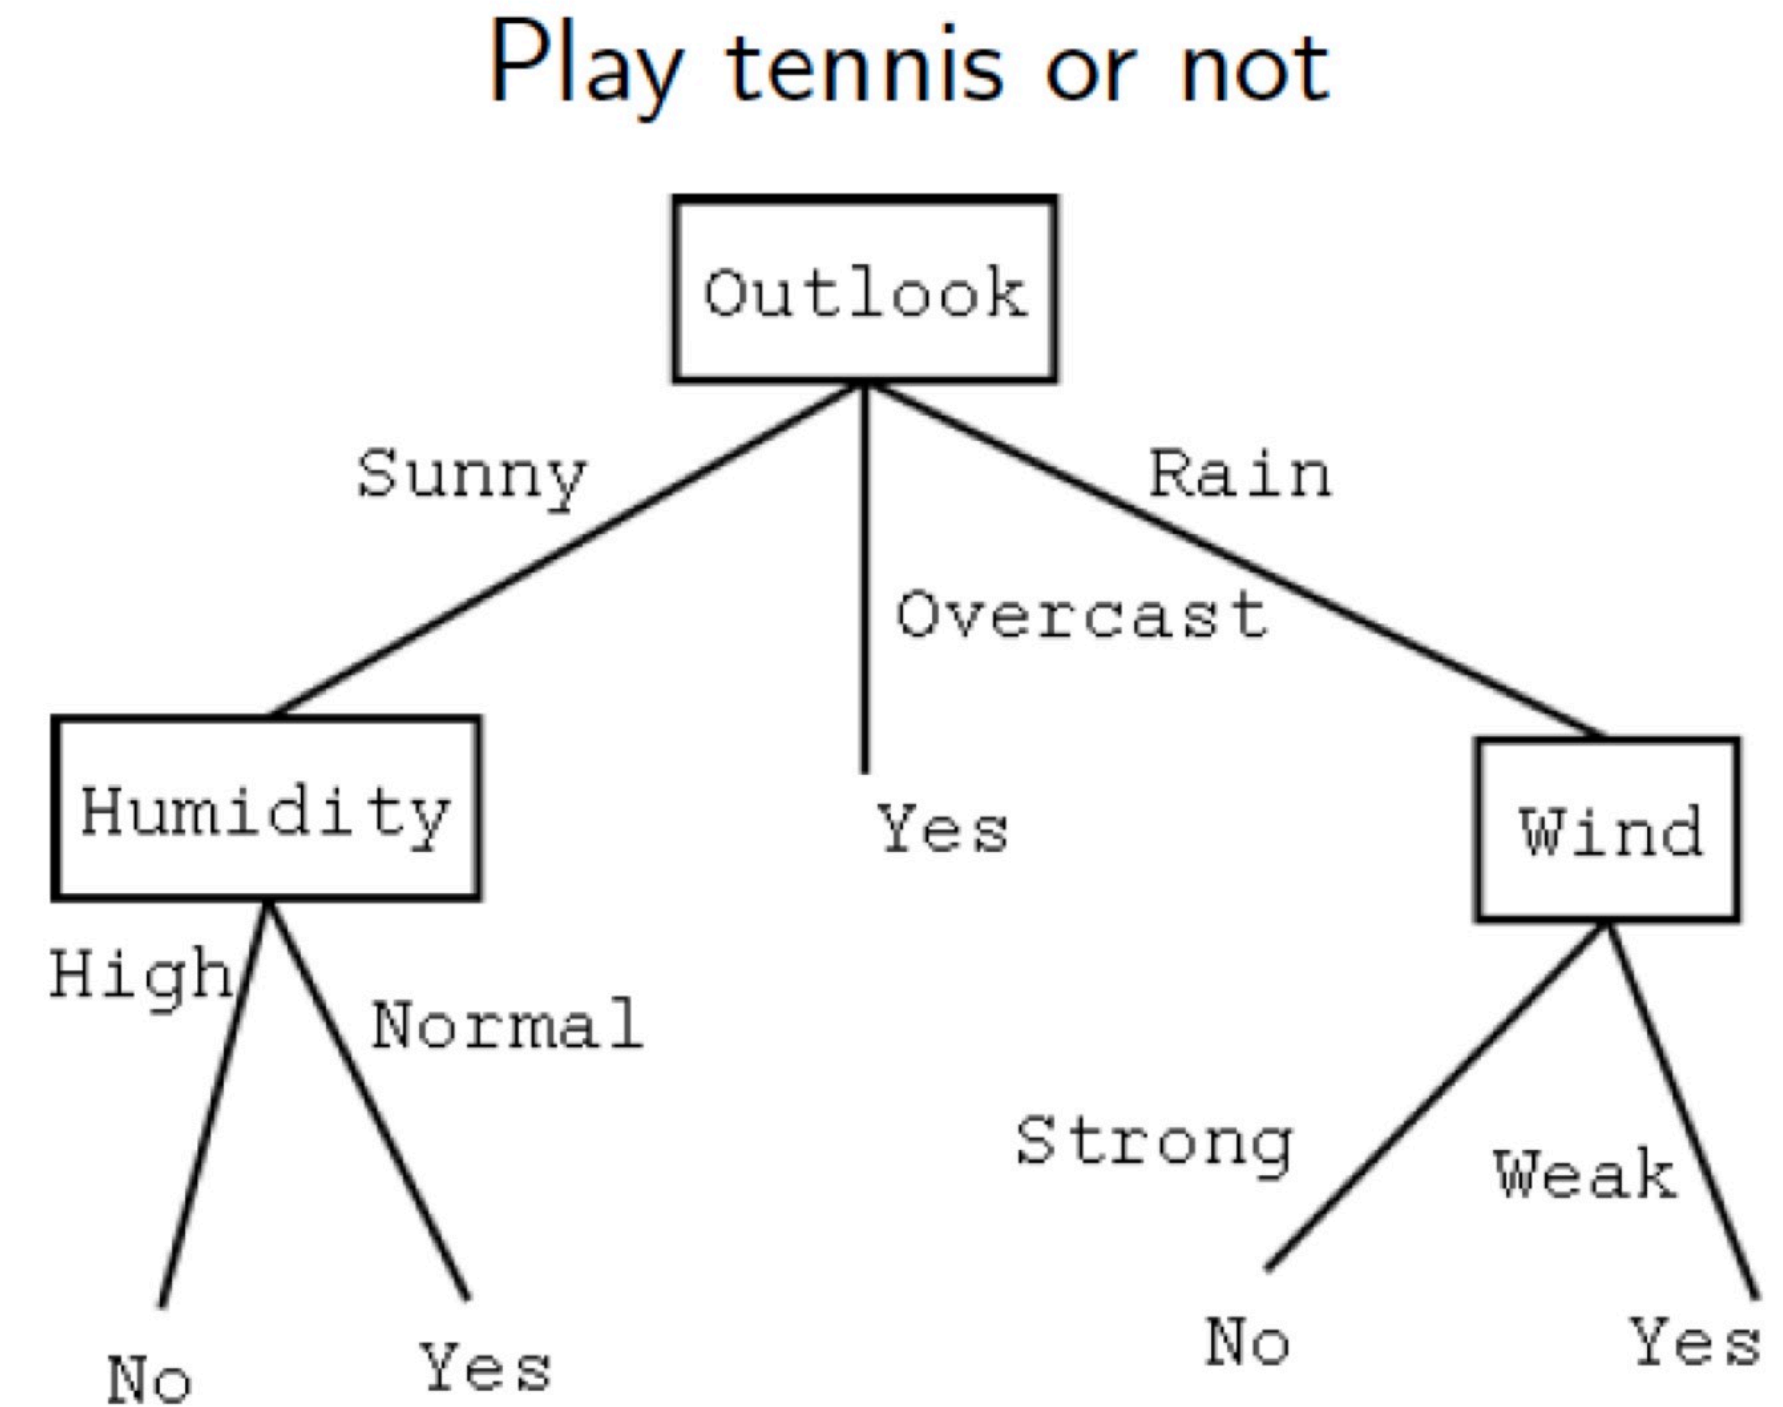 Play tennis or not
Outlook
Sunny
Rain
Overcast
Humidity
Yes
Wind
High
Normal
Strong
Weak
No
Yes
No
Yes